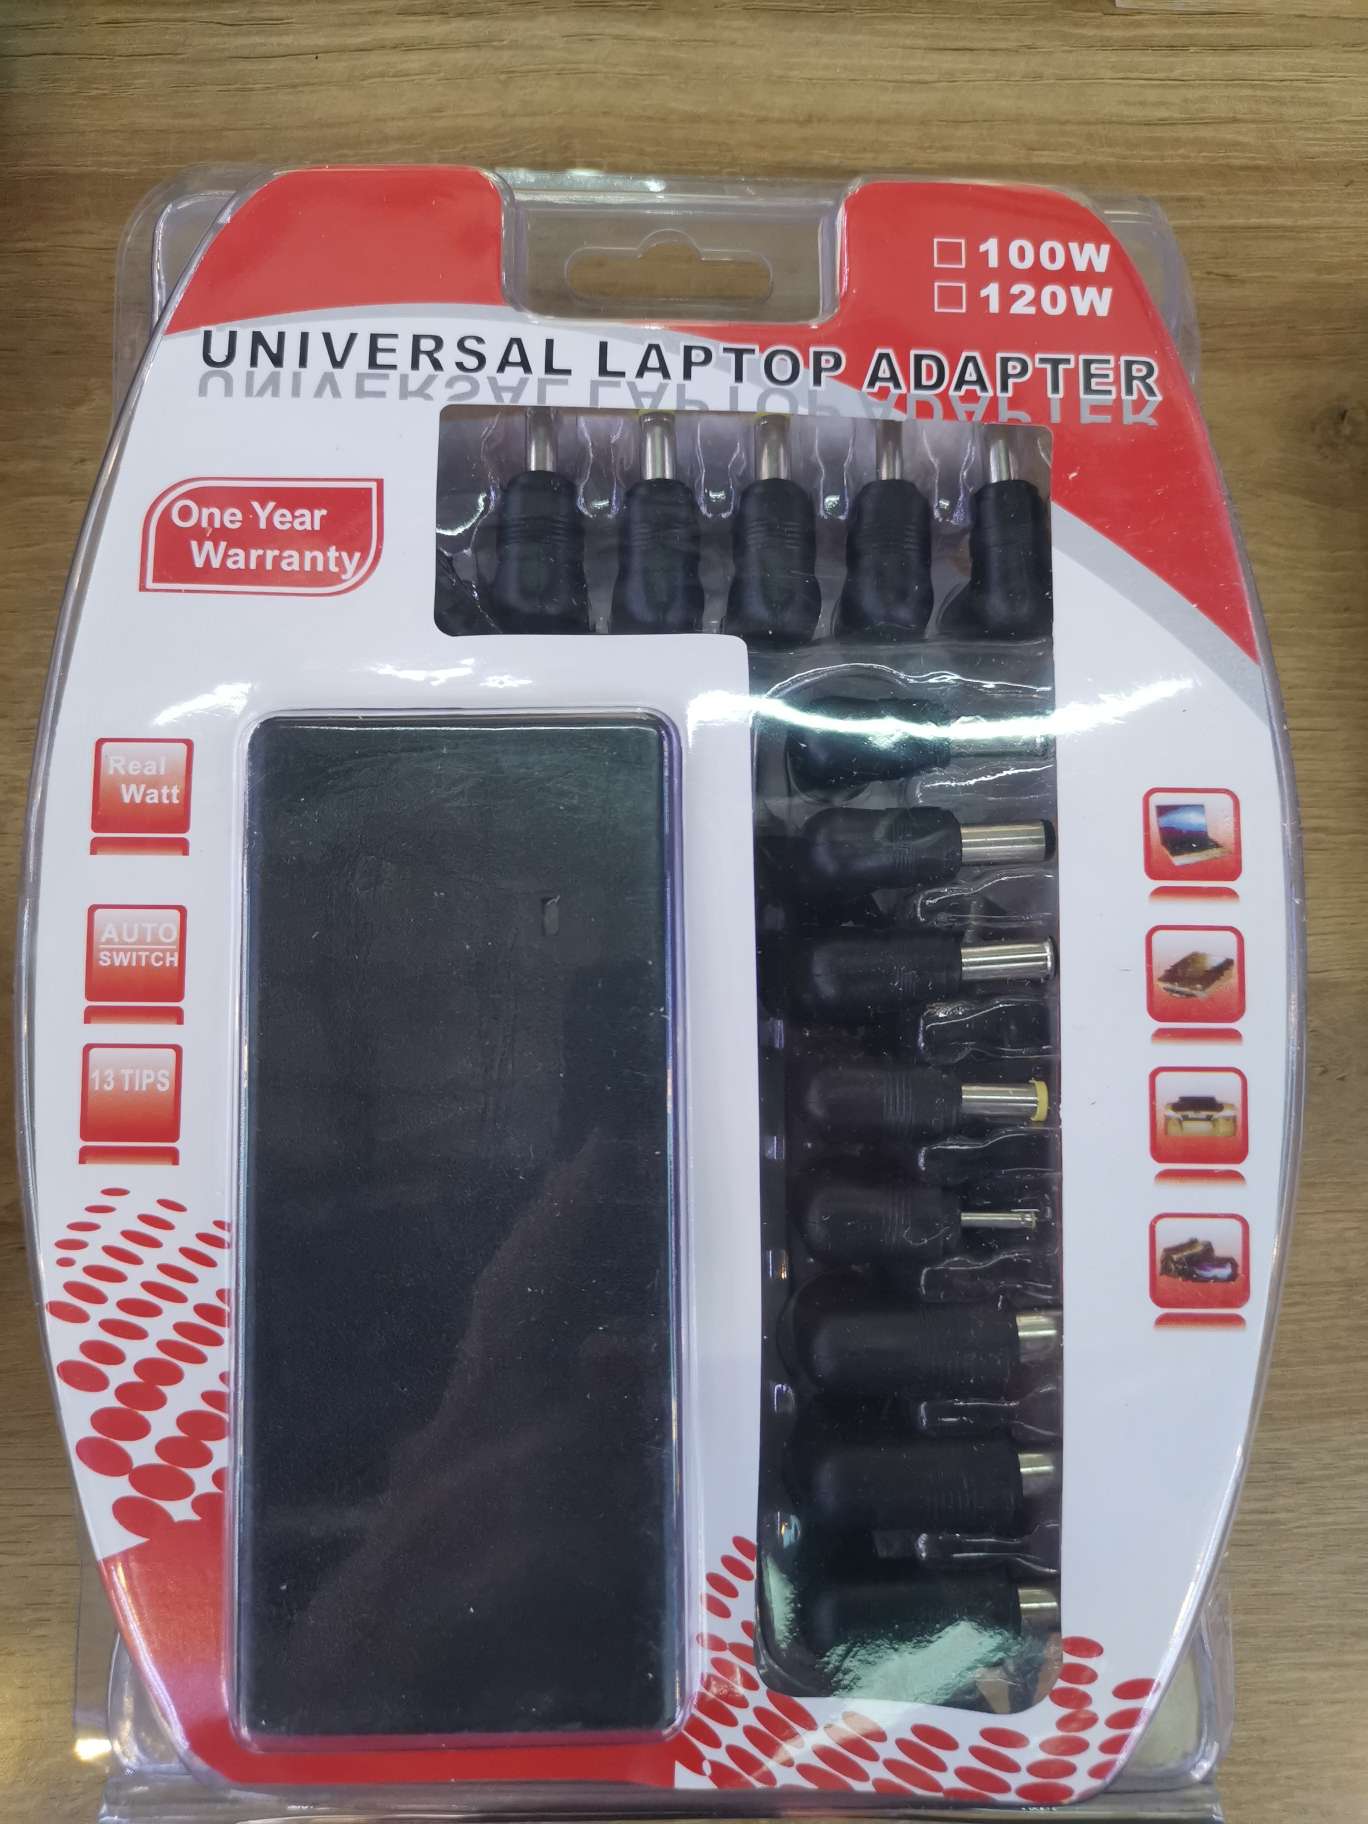 100W
120W
UNIVERSAL LAPTOP ADAPTER
One Year
Warranty
Real
Watt
AUTO
SWITCH
13 TIPS